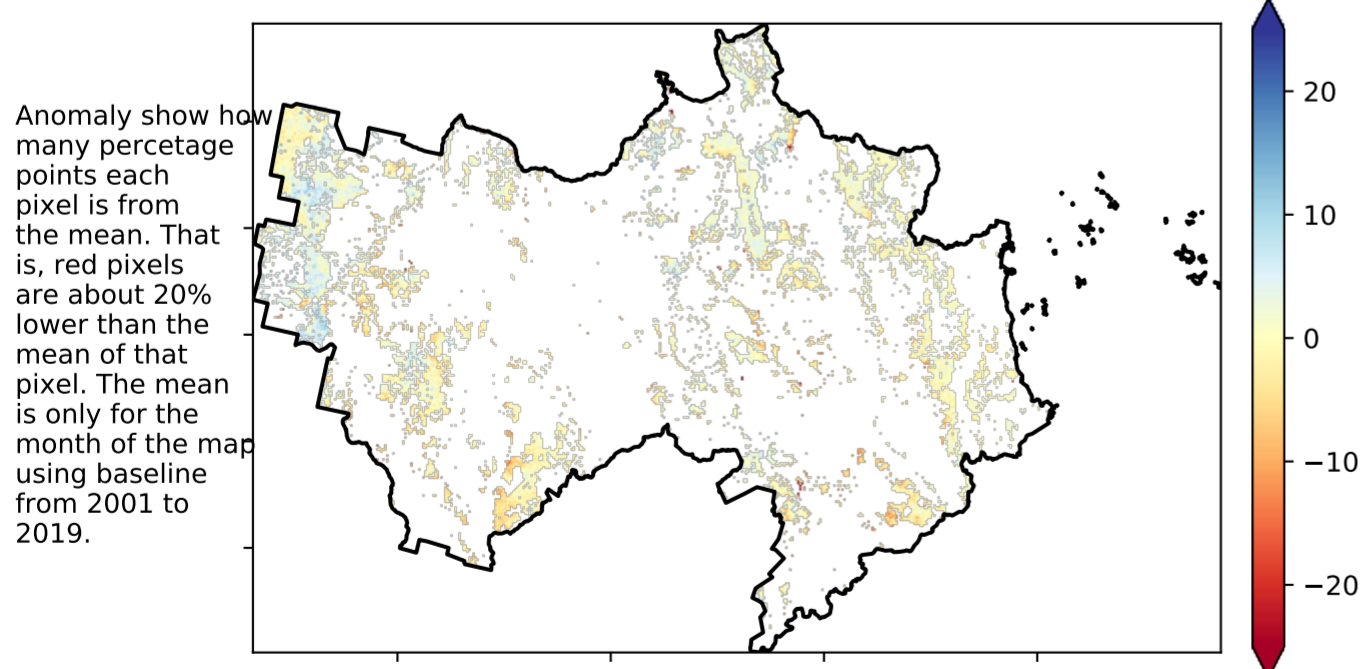 Anomaly show how
many percetage
points each
pixel is from
the mean. That
is, red pixels
are about 20%
lower than the
mean of that
pixel. The mean
is only for the
month of the map
using baseline
from 2001 to
2019.
20
10
0
−10
−20